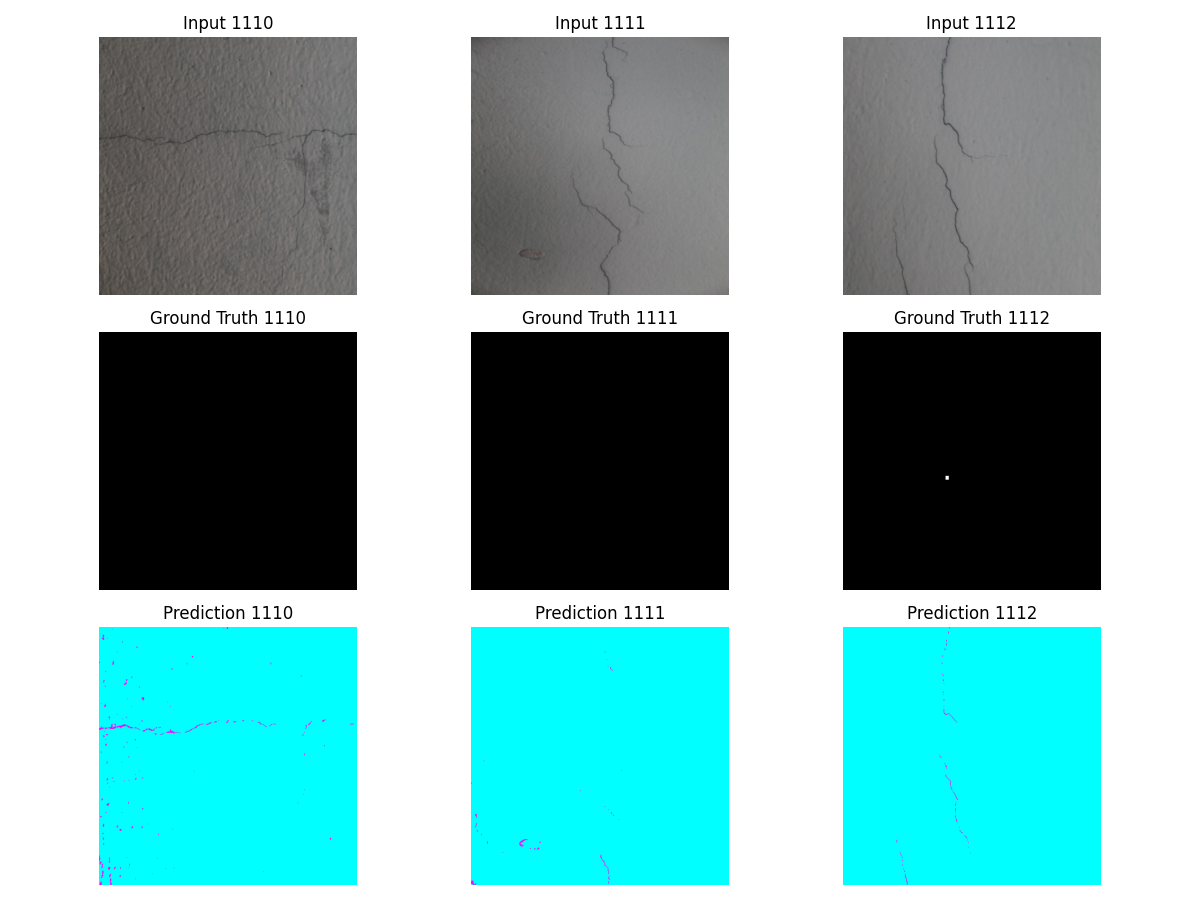 Input 1110
Input 1111
Input 1112
Ground Truth 1110
Ground Truth 1111
Ground Truth 1112
Prediction 1110
Prediction 1111
Prediction 1112